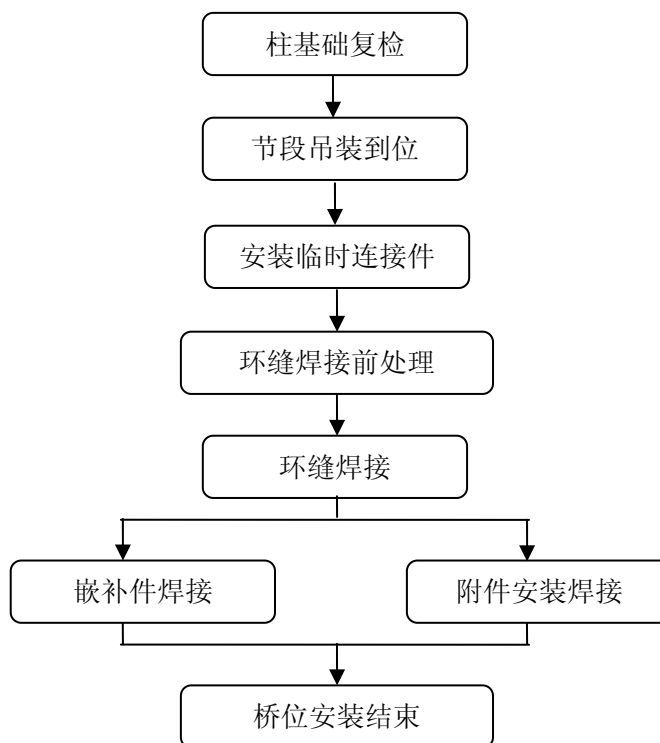 柱基础复检
节段吊装到位
安装临时连接件
环缝焊接前处理
环缝焊接
嵌补件焊接
附件安装焊接
桥位安装结束